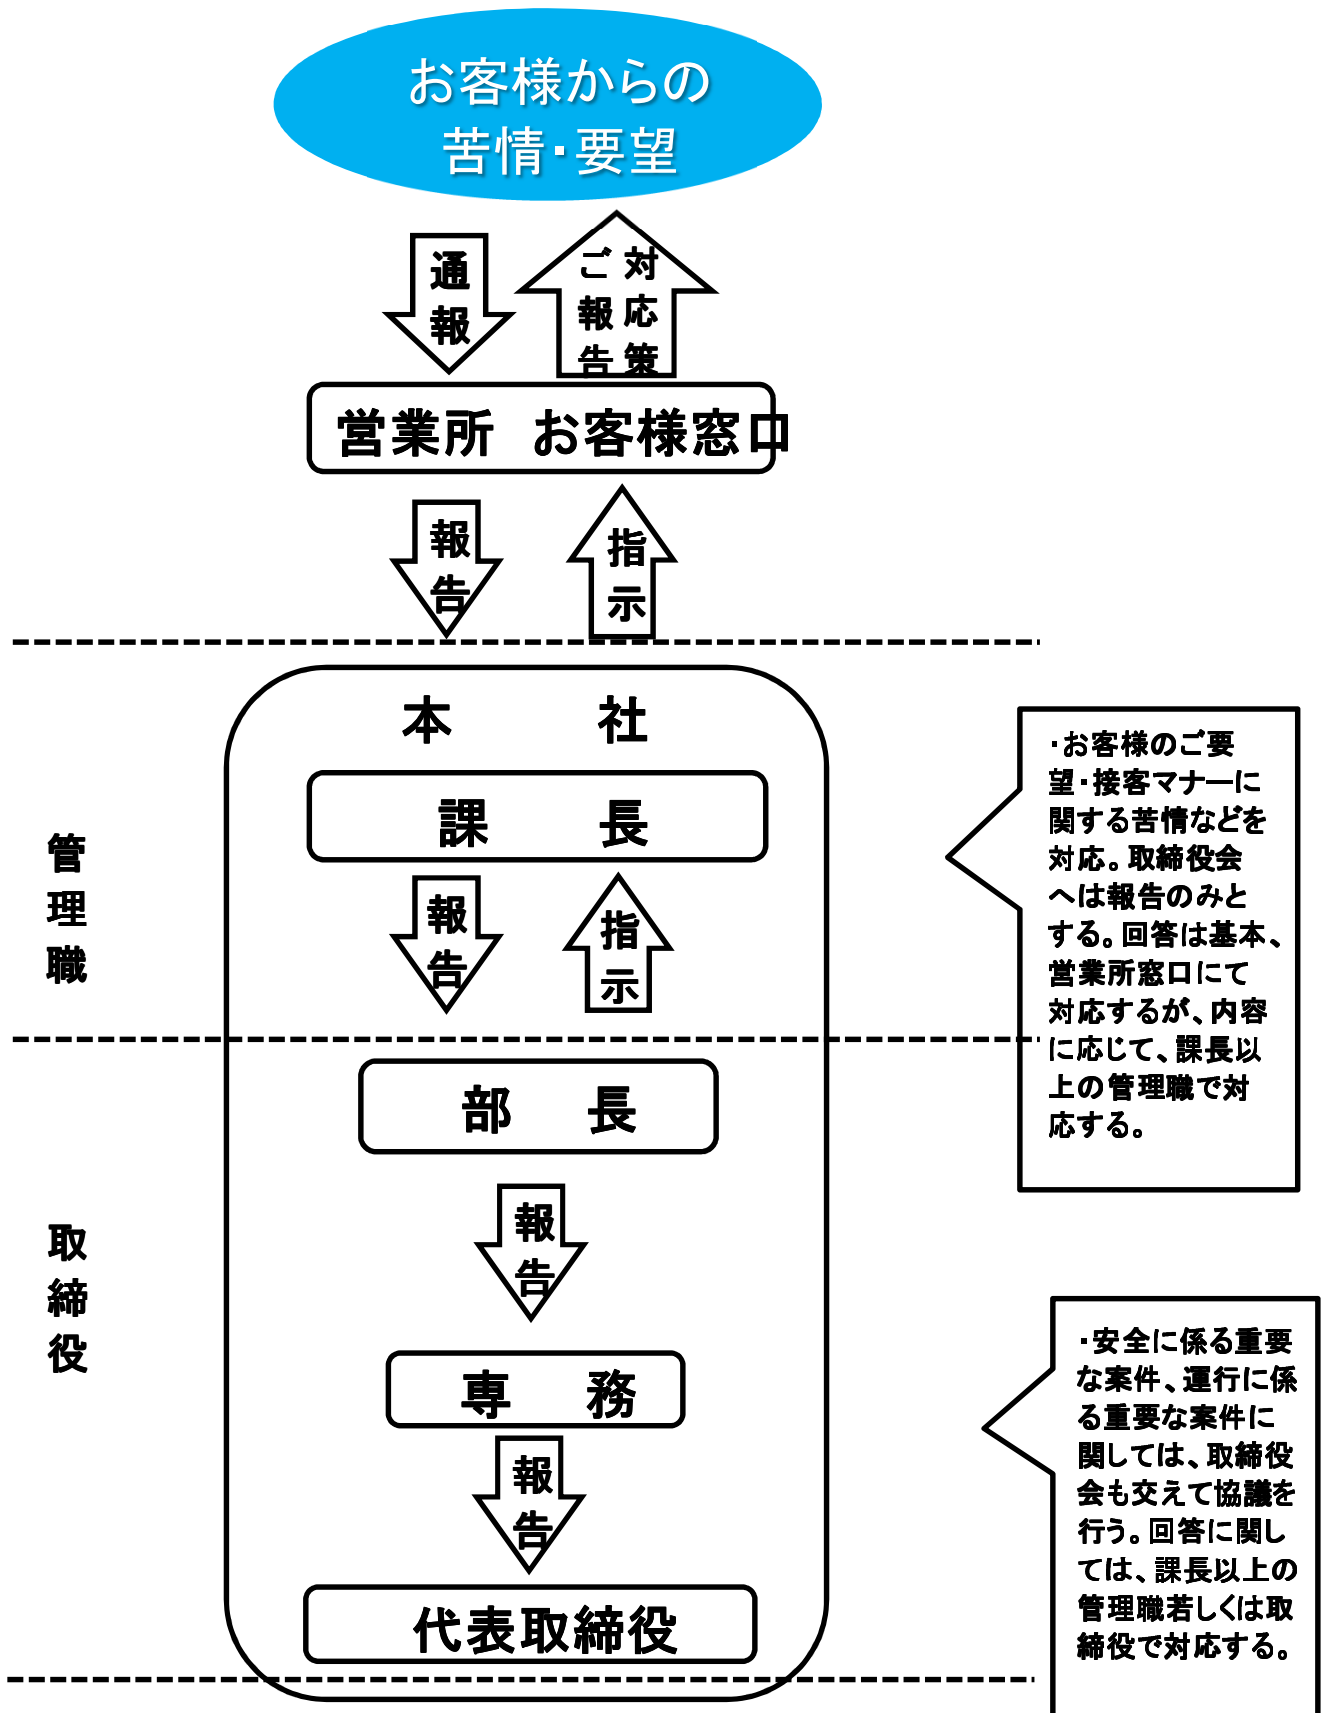 お客様からの
苦情・要望
通報
対応策
ご報告
営業所　お客様窓口
報告
指示
本　社
課　長
報告
指示
管理職
・お客様のご要
望・接客マナーに
関する苦情などを
対応。取締役会
へは報告のみと
する。回答は基本、
営業所窓口にて
対応するが、内容
に応じて、課長以
上の管理職で対
応する。
部　長
報告
取締役
専　務
報告
代表取締役
・安全に係る重要
な案件、運行に係
る重要な案件に
関しては、取締役
会も交えて協議を
行う。回答に関し
ては、課長以上の
管理職若しくは取
締役で対応する。